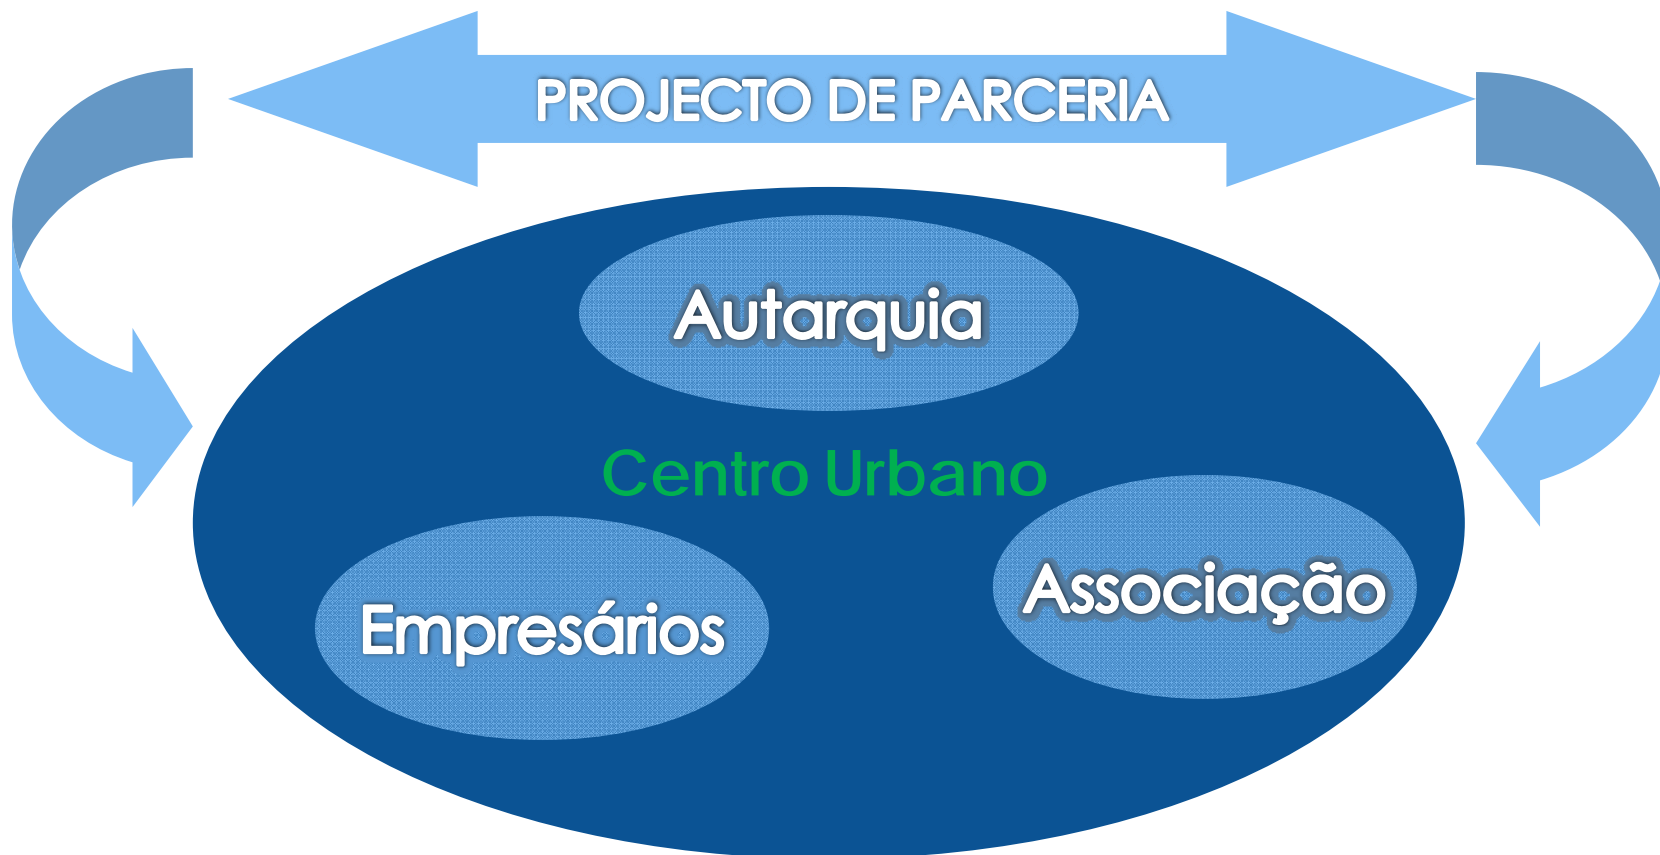 PROJECTO DE PARCERIA
Autarquia
Centro Urbano
Associação
Empresários